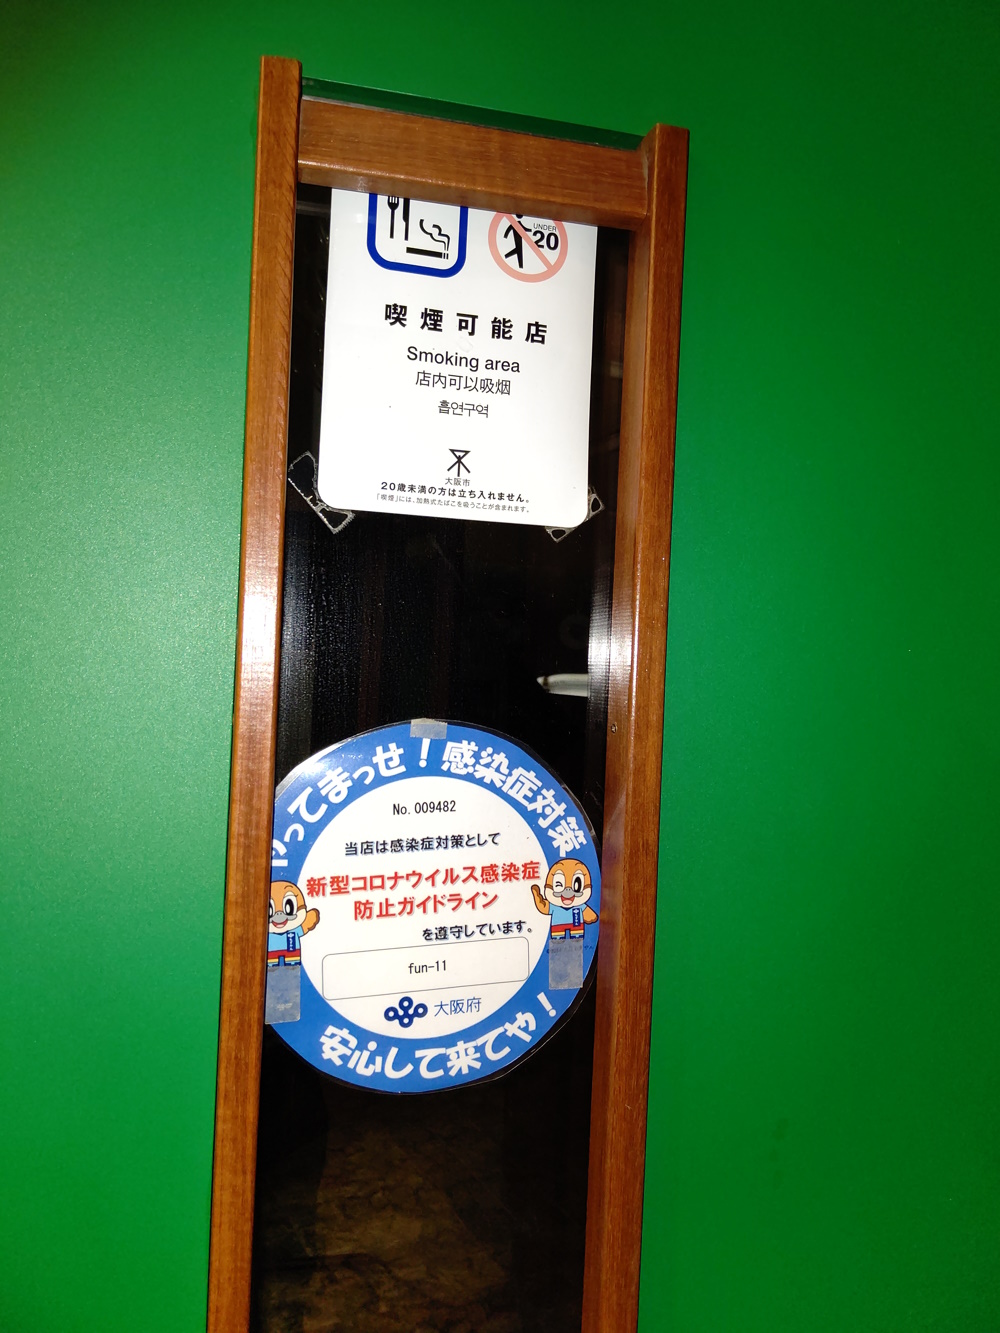 UNDER
20
喫煙可能店
Smoking area
店内可以吸烟
흡연구역
大阪市
20歳未満の方は立ち入れません。
「喫煙」には、加熱式たばこを吸うことが含まれます。
ってまっせ！感染症対策
No. 009482
当店は感染症対策として
新型コロナウイルス感染症
防止ガイドライン
を遵守しています。
fun-11
大阪府
安心して来てや！